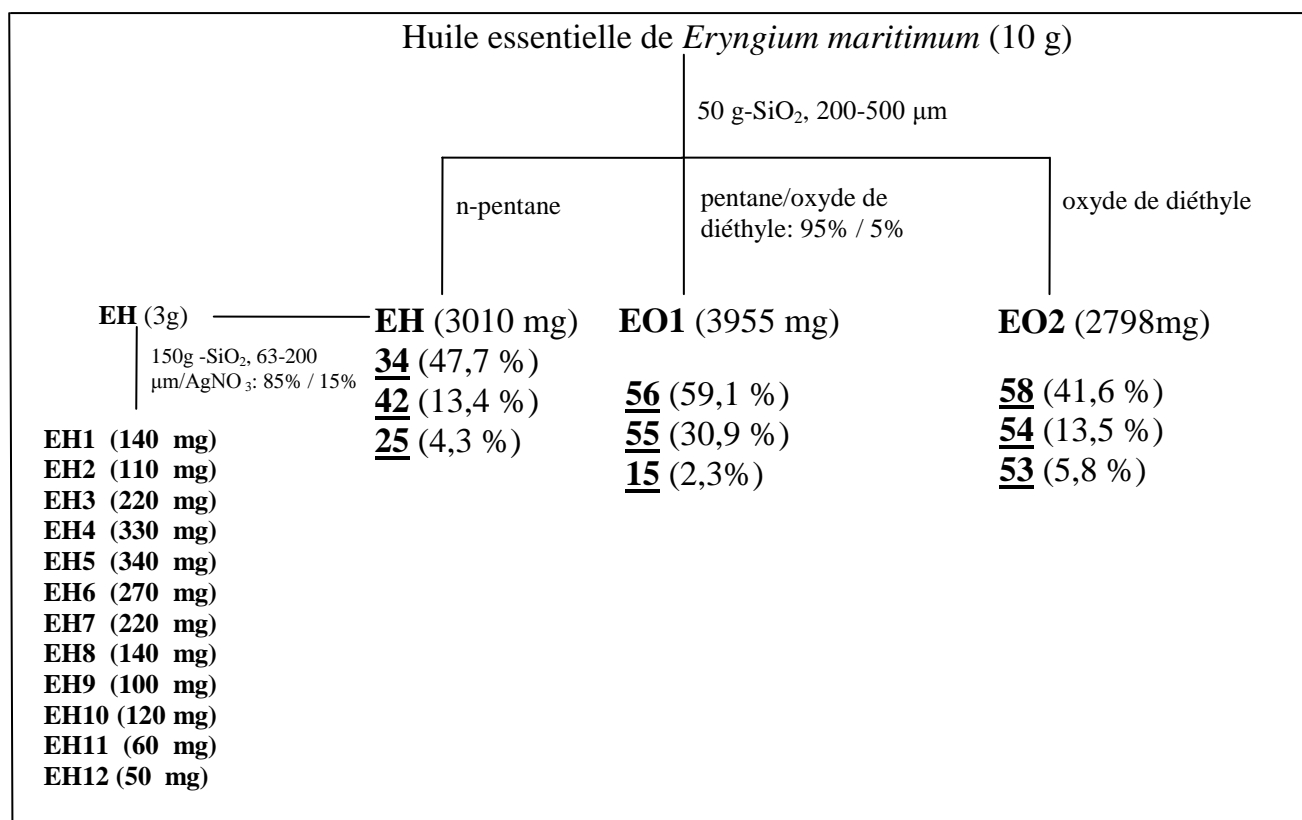 Huile essentielle de Eryngium maritimum (10 g)
50 g-SiO₂, 200-500 μm
n-pentane
pentane/oxyde de
diéthyle: 95% / 5%
oxyde de diéthyle
EH (3g)
150g -SiO₂, 63-200
μm/AgNO₃: 85% / 15%
EH (3010 mg)
34 (47,7 %)
42 (13,4 %)
25 (4,3 %)
EO1 (3955 mg)
56 (59,1 %)
55 (30,9 %)
15 (2,3%)
EO2 (2798mg)
58 (41,6 %)
54 (13,5 %)
53 (5,8 %)
EH1 (140 mg)
EH2 (110 mg)
EH3 (220 mg)
EH4 (330 mg)
EH5 (340 mg)
EH6 (270 mg)
EH7 (220 mg)
EH8 (140 mg)
EH9 (100 mg)
EH10 (120 mg)
EH11 (60 mg)
EH12 (50 mg)